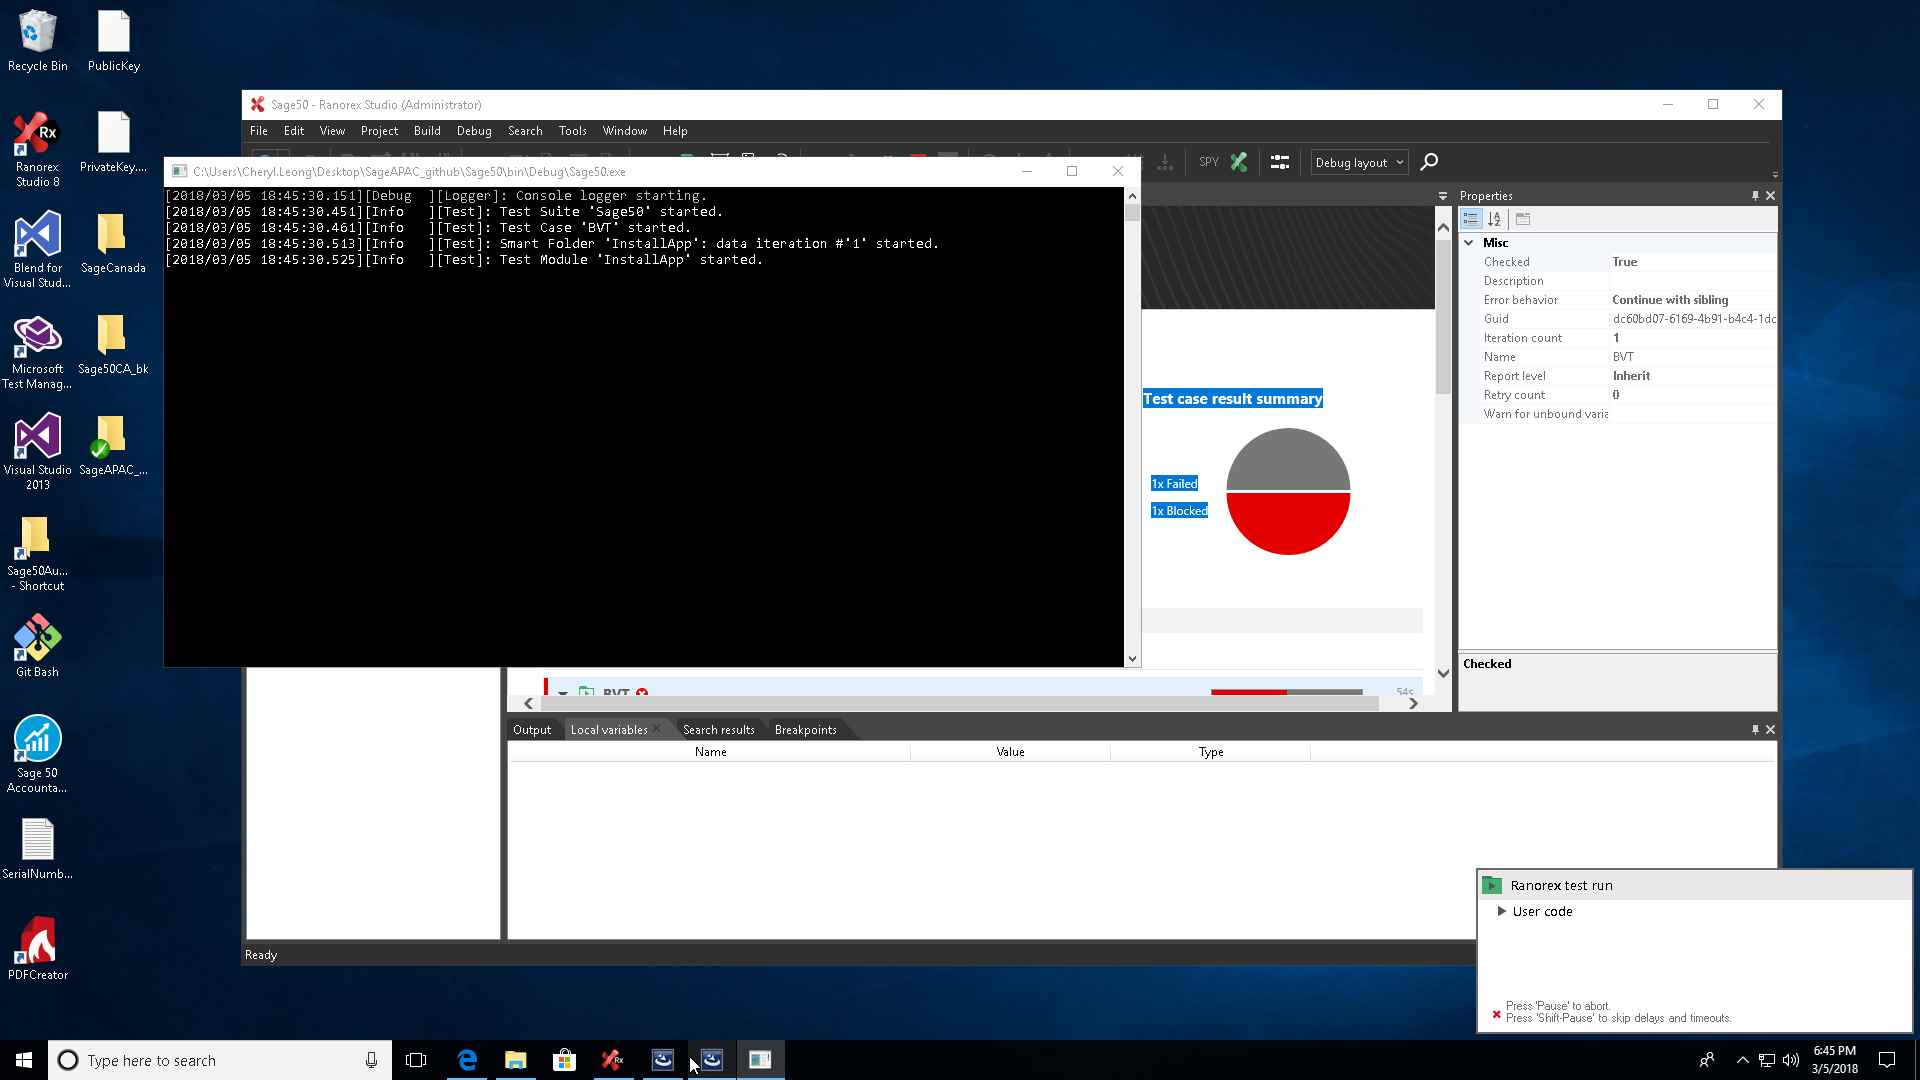 Recycle Bin
PublicKey
Ranorex
Studio 8
PrivateKey....
Blend for
Visual Stud...
SageCanada
Microsoft
Test Manag...
Sage50CA_bk
Visual Studio
2013
SageAPAC_...
Sage50Au...
- Shortcut
Git Bash
Sage 50
Accounta...
SerialNumb...
PDFCreator
Sage50 - Ranorex Studio (Administrator)
File Edit View Project Build Debug Search Tools Window Help
SPY
Debug layout
C:\Users\Cheryl.Leong\Desktop\SageAPAC_github\Sage50\bin\Debug\Sage50.exe
[2018/03/05 18:45:30.151][Debug ][Logger]: Console logger starting.
[2018/03/05 18:45:30.451][Info ][Test]: Test Suite 'Sage50' started.
[2018/03/05 18:45:30.461][Info ][Test]: Test Case 'BVT' started.
[2018/03/05 18:45:30.513][Info ][Test]: Smart Folder 'InstallApp': data iteration #'1' started.
[2018/03/05 18:45:30.525][Info ][Test]: Test Module 'InstallApp' started.
Test case result summary
1x Failed
1x Blocked
BVT
54s
Properties
Misc
Checked True
Description
Error behavior Continue with sibling
Guid dc60bd07-6169-4b91-b4c4-1dc
Iteration count 1
Name BVT
Report level Inherit
Retry count 0
Warn for unbound varia
Checked
Output Local variables Search results Breakpoints
Name Value Type
Ready
Ranorex test run
User code
Press 'Pause' to abort.
Press 'Shift-Pause' to skip delays and timeouts.
Type here to search
Rx
6:45 PM
3/5/2018